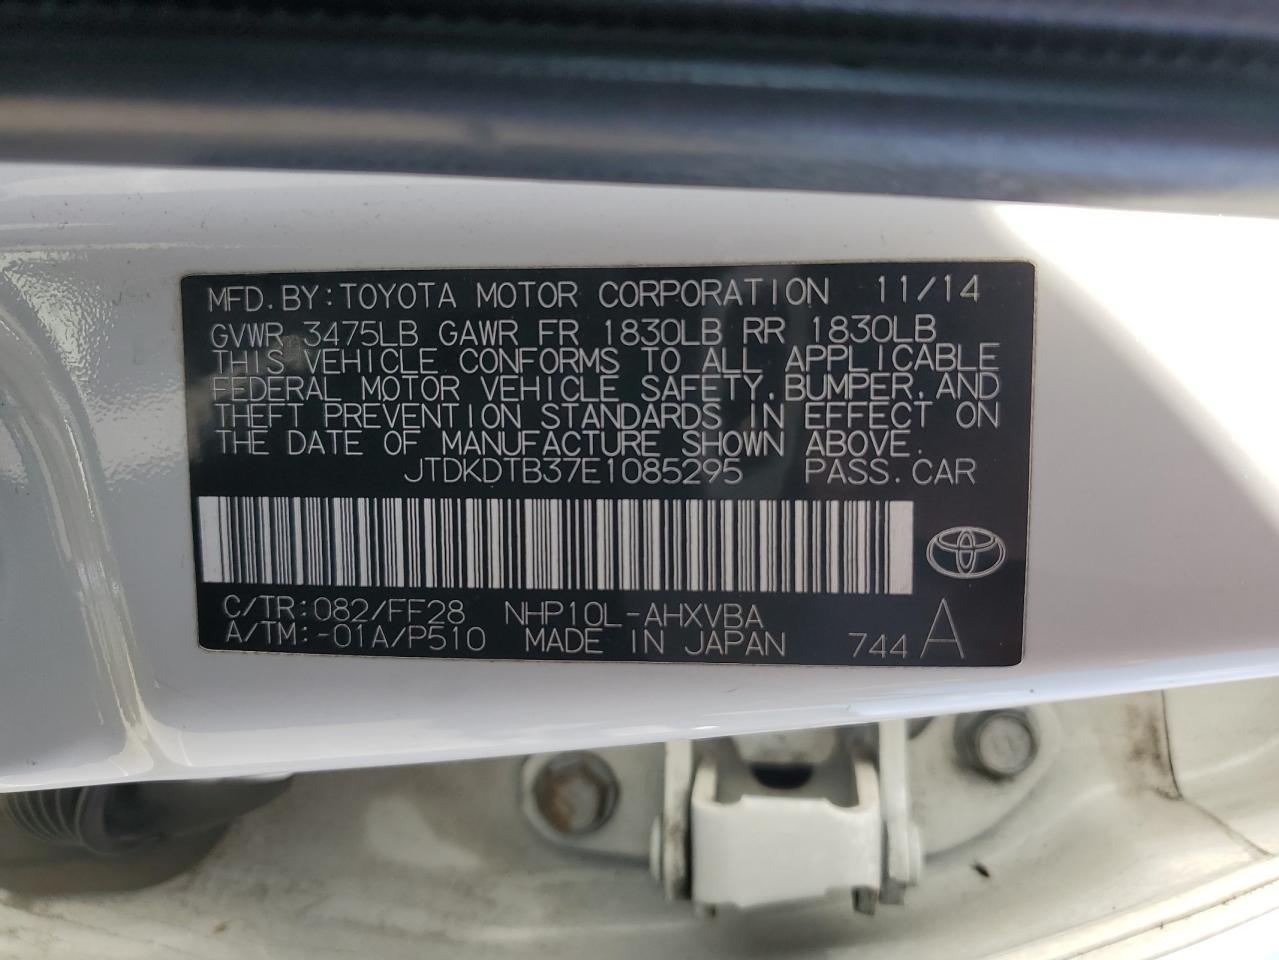 MFD.BY:TOYOTA MOTOR CORPORATION 11/14
GVWR 3475LB GAWR FR 1830LB RR 1830LB
THIS VEHICLE CONFORMS TO ALL APPLICABLE
FEDERAL MOTOR VEHICLE SAFETY,BUMPER,AND
THEFT PREVENTION STANDARDS IN EFFECT ON
THE DATE OF MANUFACTURE SHOWN ABOVE.
JTDKDTB37E1085295 PASS.CAR
C/TR:082/FF28 NHP10L-AHXVBA
A/TM:-01A/P510 MADE IN JAPAN 744 A